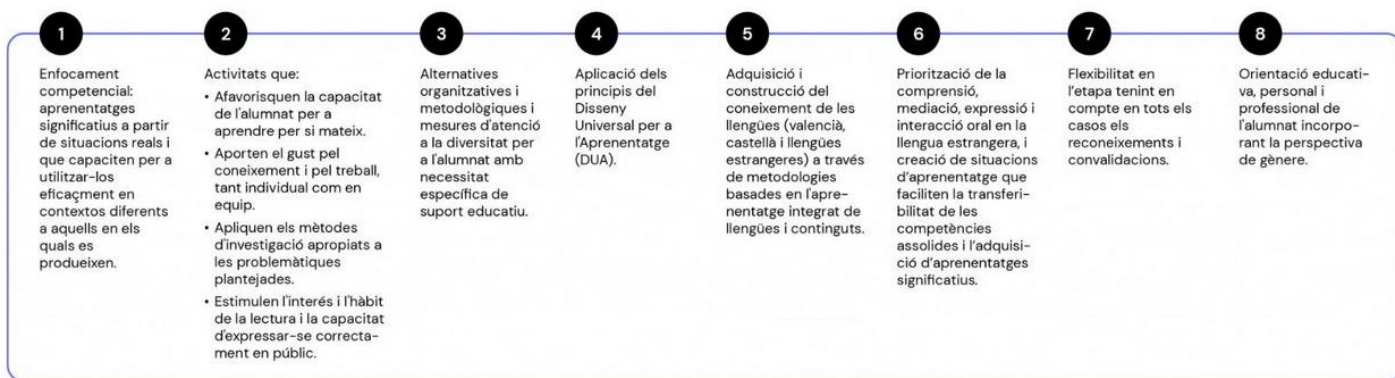 1
Enfocament
competencial:
aprenentatges
significatius a partir
de situacions reals i
que capaciten per a
utilitzar-los
eficaçment en
contextos diferents
a aquells en els
quals es
produeixen.
2
Activitats que:
• Afavorisquen la capacitat
de l'alumnat per a
aprendre per si mateix.
• Aporten el gust pel
coneixement i pel treball,
tant individual com en
equip.
• Apliquen els mètodes
d'investigació apropiats a
les problemàtiques
plantejades.
• Estimulen l'interés i l'hàbit
de la lectura i la capacitat
d'expressar-se correcta-
ment en públic.
3
Alternatives
organitzatives i
metodològiques i
mesures d'atenció
a la diversitat per
a l'alumnat amb
necessitat
específica de
suport educatiu.
4
Aplicació dels
principis del
Disseny
Universal per a
l'Aprenentatge
(DUA).
5
Adquisició i
construcció del
coneixement de les
llengües (valencià,
castellà i llengües
estrangeres) a través
de metodologies
basades en l'apre-
nentatge integrat de
llengües i continguts.
6
Priorització de la
comprensió,
mediació, expressió i
interacció oral en la
llengua estrangera, i
creació de situacions
d'aprenentatge que
faciliten la transferi-
bilitat de les
competències
assolides i l'adquisi-
ció d'aprenentatges
significatius.
7
Flexibilitat en
l'etapa tenint en
compte en tots els
casos els
reconeixements i
convalidacions.
8
Orientació educati-
va, personal i
professional de
l'alumnat incorpo-
rant la perspectiva
de gènere.